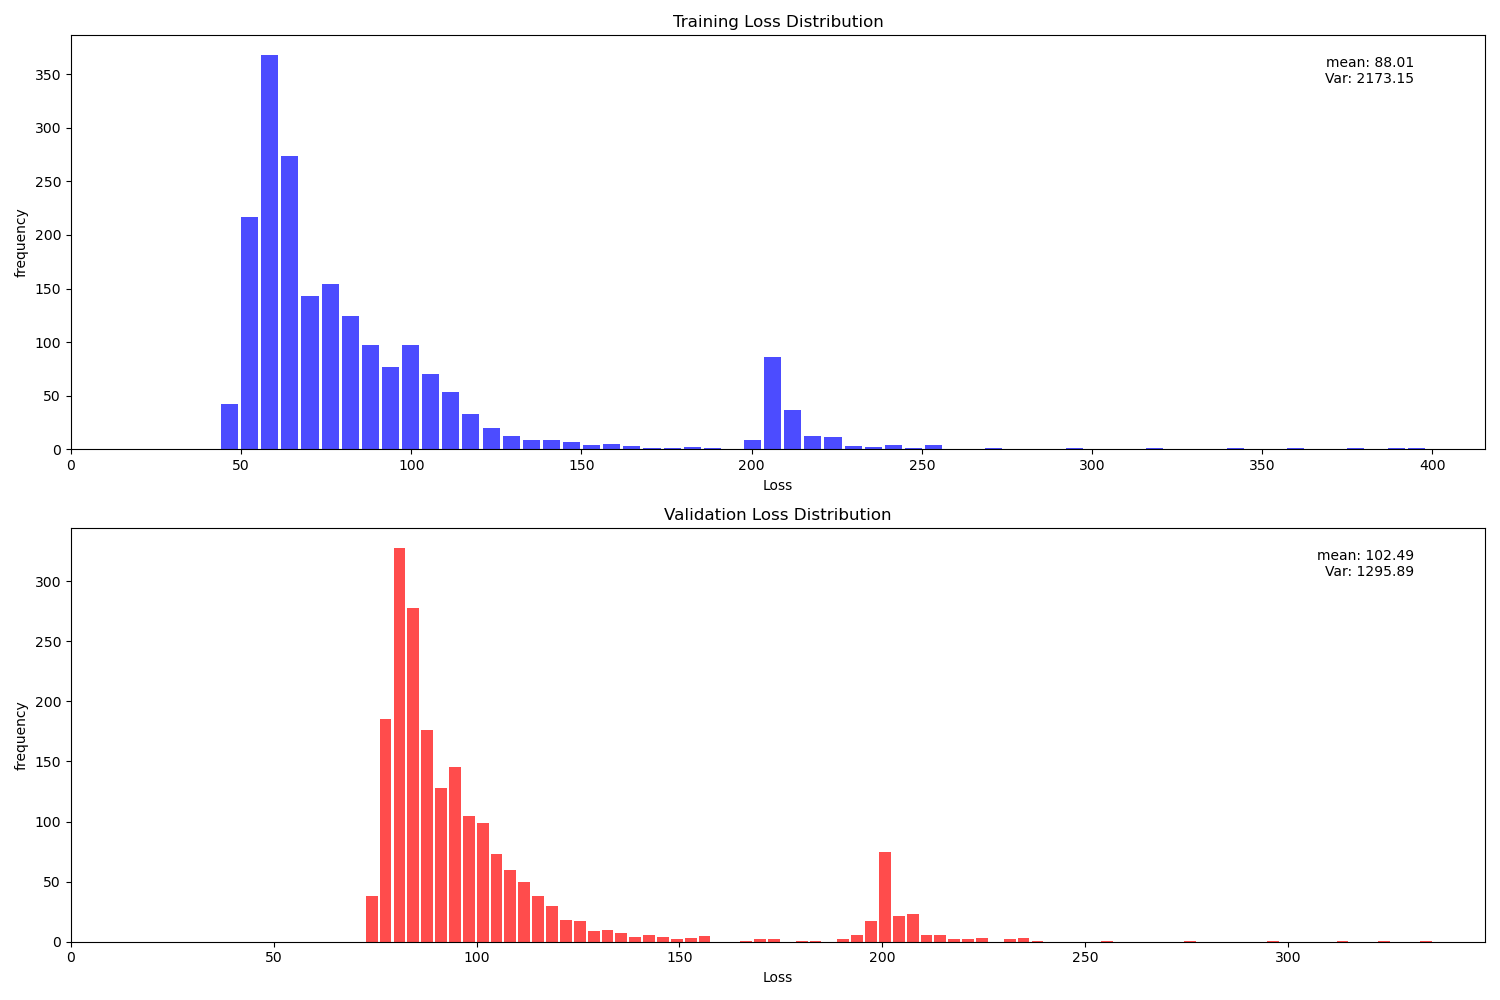 Training Loss Distribution
mean: 88.01
Var: 2173.15
frequency
350
300
250
200
150
100
50
0
0 50 100 150 200 250 300 350 400
Loss
Validation Loss Distribution
mean: 102.49
Var: 1295.89
frequency
300
250
200
150
100
50
0
0 50 100 150 200 250 300
Loss